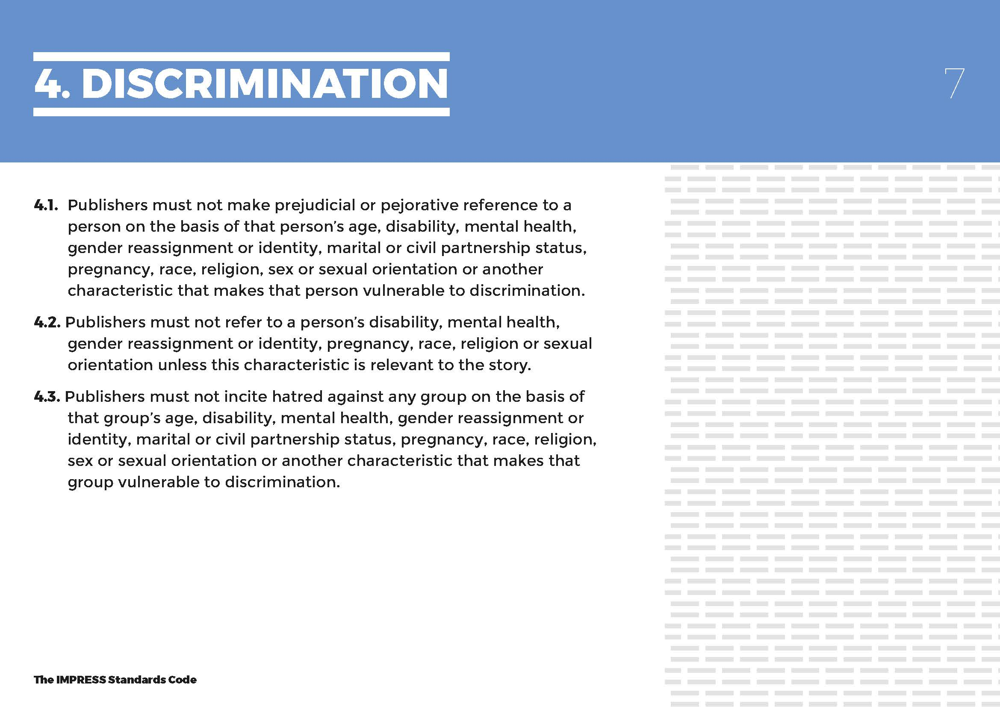 4. DISCRIMINATION
7
4.1. Publishers must not make prejudicial or pejorative reference to a
person on the basis of that person’s age, disability, mental health,
gender reassignment or identity, marital or civil partnership status,
pregnancy, race, religion, sex or sexual orientation or another
characteristic that makes that person vulnerable to discrimination.
4.2. Publishers must not refer to a person’s disability, mental health,
gender reassignment or identity, pregnancy, race, religion or sexual
orientation unless this characteristic is relevant to the story.
4.3. Publishers must not incite hatred against any group on the basis of
that group’s age, disability, mental health, gender reassignment or
identity, marital or civil partnership status, pregnancy, race, religion,
sex or sexual orientation or another characteristic that makes that
group vulnerable to discrimination.
The IMPRESS Standards Code